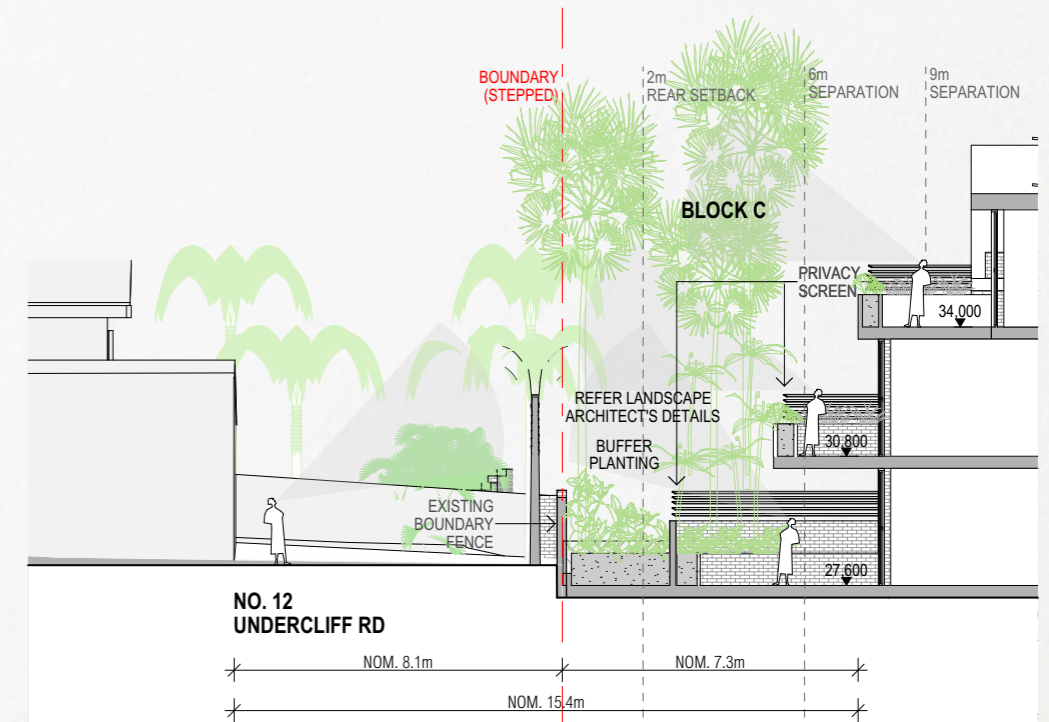 BOUNDARY
(STEPPED)
2m
REAR SETBACK
6m
SEPARATION
9m
SEPARATION
BLOCK C
PRIVACY
SCREEN
34,000
REFER LANDSCAPE
ARCHITECT'S DETAILS
BUFFER
PLANTING
30,800
EXISTING
BOUNDARY
FENCE
27,600
NO. 12
UNDERCLIFF RD
NOM. 8.1m
NOM. 7.3m
NOM. 15.4m